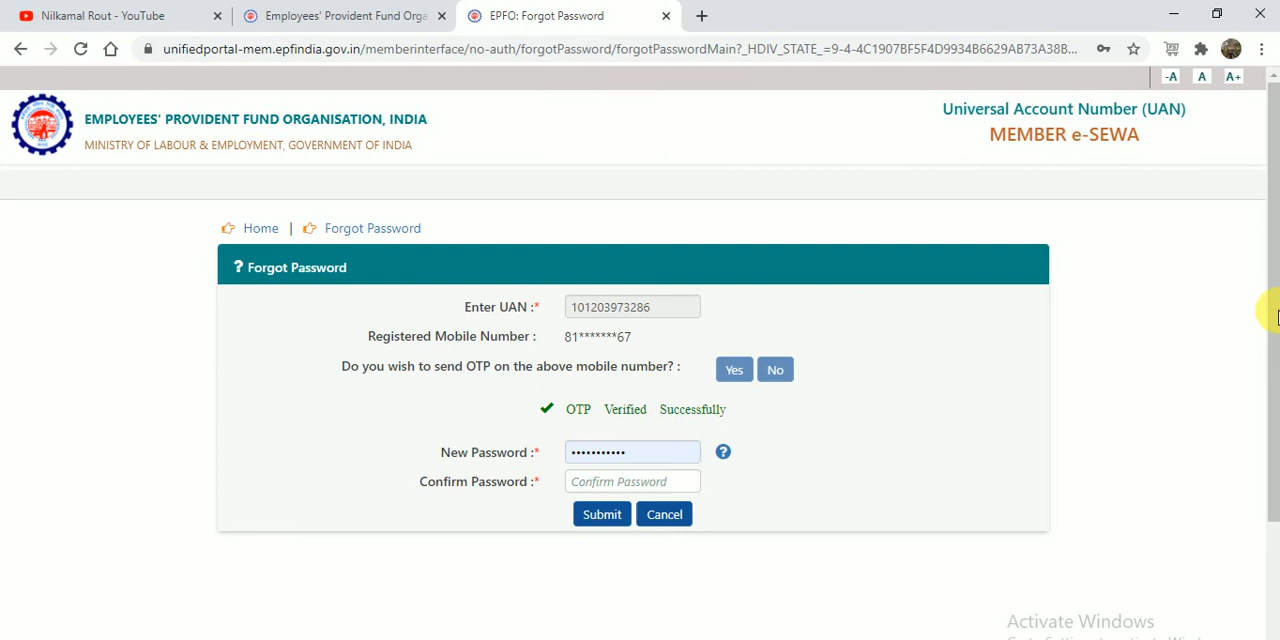 Nilkamal Rout - YouTube
Employees' Provident Fund Orga
EPFO: Forgot Password
unifiedportal-mem.epfindia.gov.in/memberinterface/no-auth/forgotPassword/forgotPasswordMain?_HDIV_STATE_=9-4-4C1907BF5F4D9934B6629AB73A38B...
-A A A+
EMPLOYEES' PROVIDENT FUND ORGANISATION, INDIA
MINISTRY OF LABOUR & EMPLOYMENT, GOVERNMENT OF INDIA
Universal Account Number (UAN)
MEMBER e-SEWA
Home | Forgot Password
? Forgot Password
Enter UAN :* 101203973286
Registered Mobile Number : 81*******67
Do you wish to send OTP on the above mobile number? : Yes No
OTP Verified Successfully
New Password :* •••••••••••
Confirm Password :* Confirm Password
Submit Cancel
Activate Windows